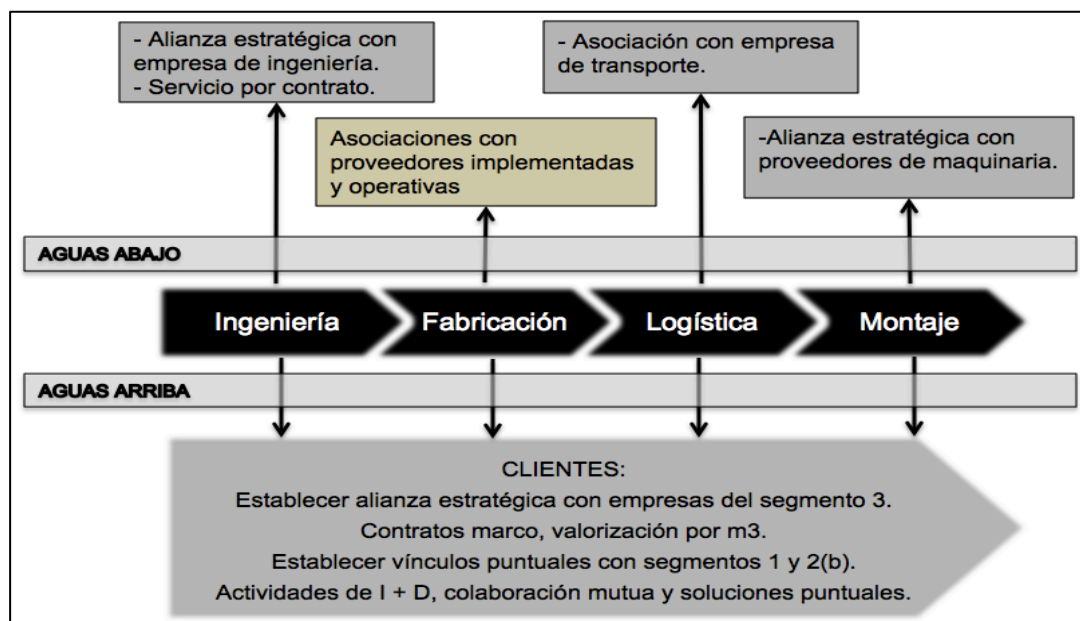 - Alianza estratégica con
empresa de ingeniería.
- Servicio por contrato.
- Asociación con empresa
de transporte.
Asociaciones con
proveedores implementadas
y operativas
-Alianza estratégica con
proveedores de maquinaria.
AGUAS ABAJO
Ingeniería
Fabricación
Logística
Montaje
AGUAS ARRIBA
CLIENTES:
Establecer alianza estratégica con empresas del segmento 3.
Contratos marco, valorización por m3.
Establecer vínculos puntuales con segmentos 1 y 2(b).
Actividades de I + D, colaboración mutua y soluciones puntuales.